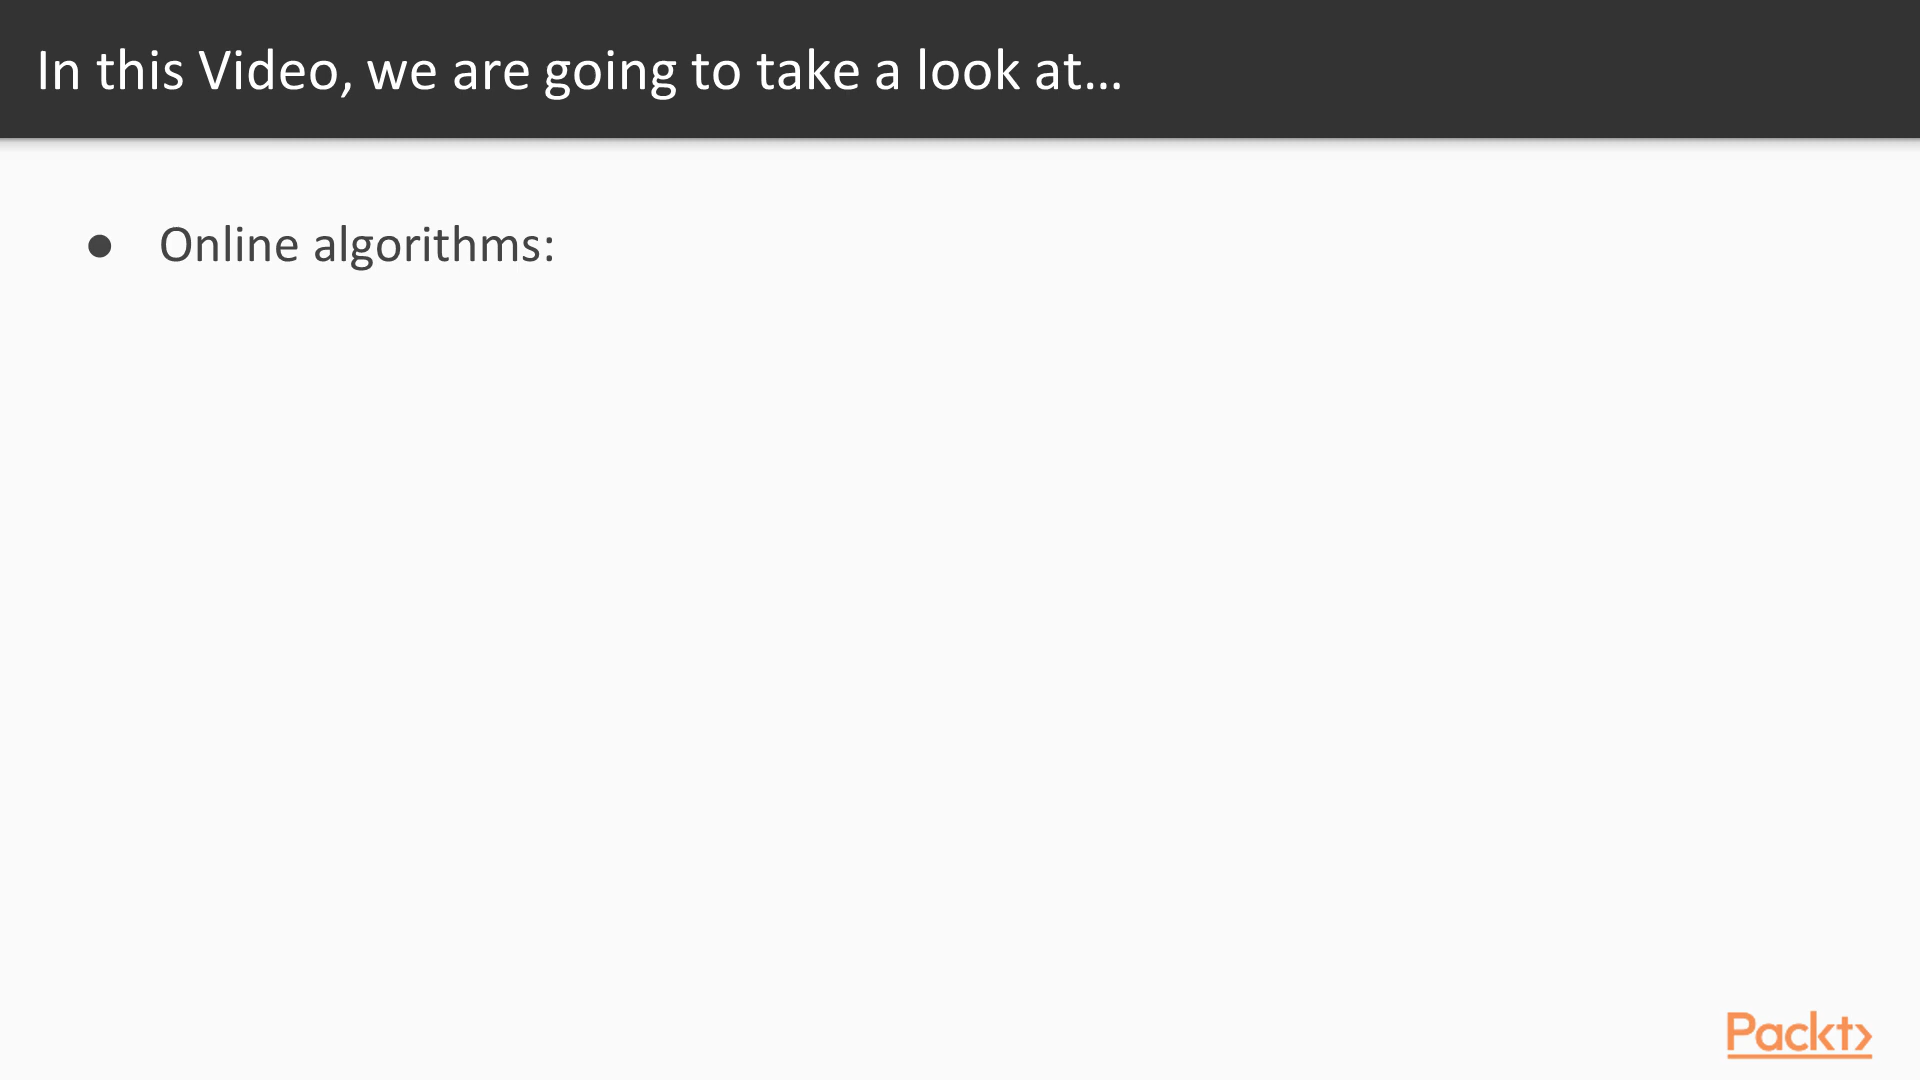 In this Video, we are going to take a look at...
● Online algorithms:
Packt>